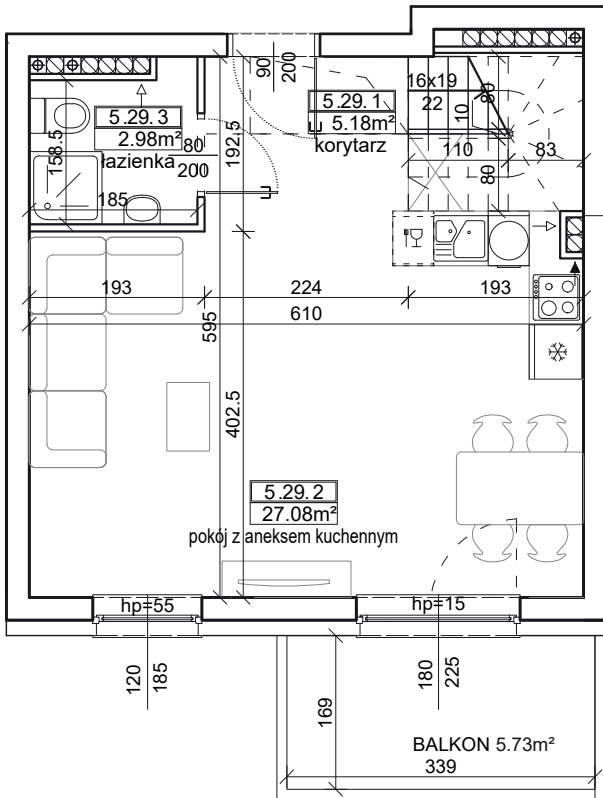 90
200
16x19
22
10
80
5.29.3
2.98m²
łazienka
5.29.1
5.18m²
korytarz
80
200
158.5
192.5
110
83
80
185
193
224
193
610
595
402.5
5.29.2
27.08m²
pokój z aneksem kuchennym
hp=55
hp=15
120
185
180
225
169
BALKON 5.73m²
339